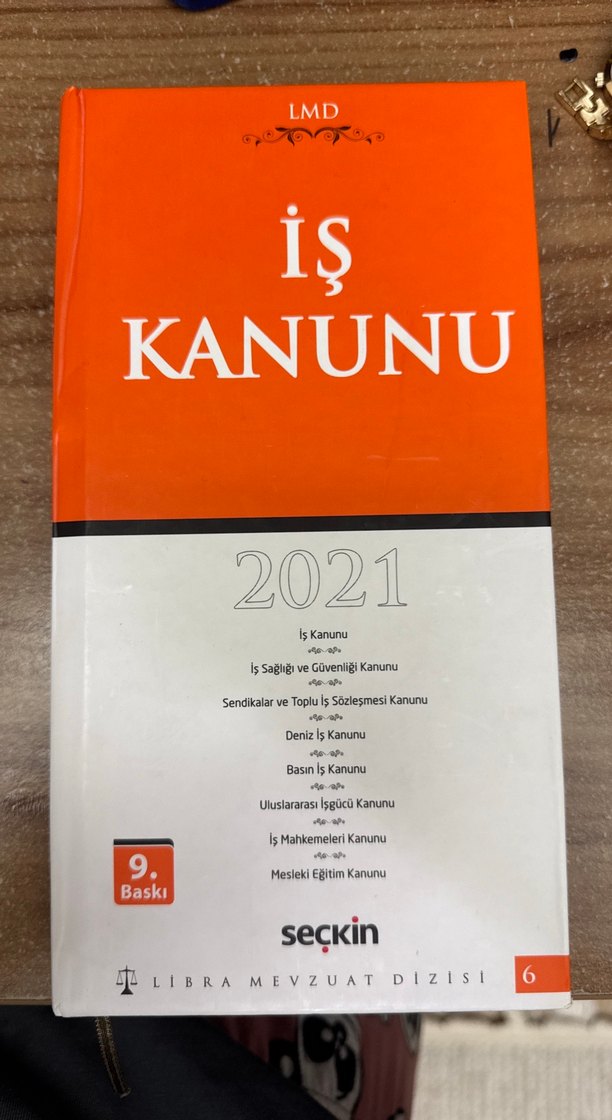 LMD
İŞ
KANUNU
2021
İş Kanunu
İş Sağlığı ve Güvenliği Kanunu
Sendikalar ve Toplu İş Sözleşmesi Kanunu
Deniz İş Kanunu
Basın İş Kanunu
Uluslararası İşgücü Kanunu
İş Mahkemeleri Kanunu
Mesleki Eğitim Kanunu
9.
Baskı
seçkin
LİBRA MEVZUAT DİZİSİ
6